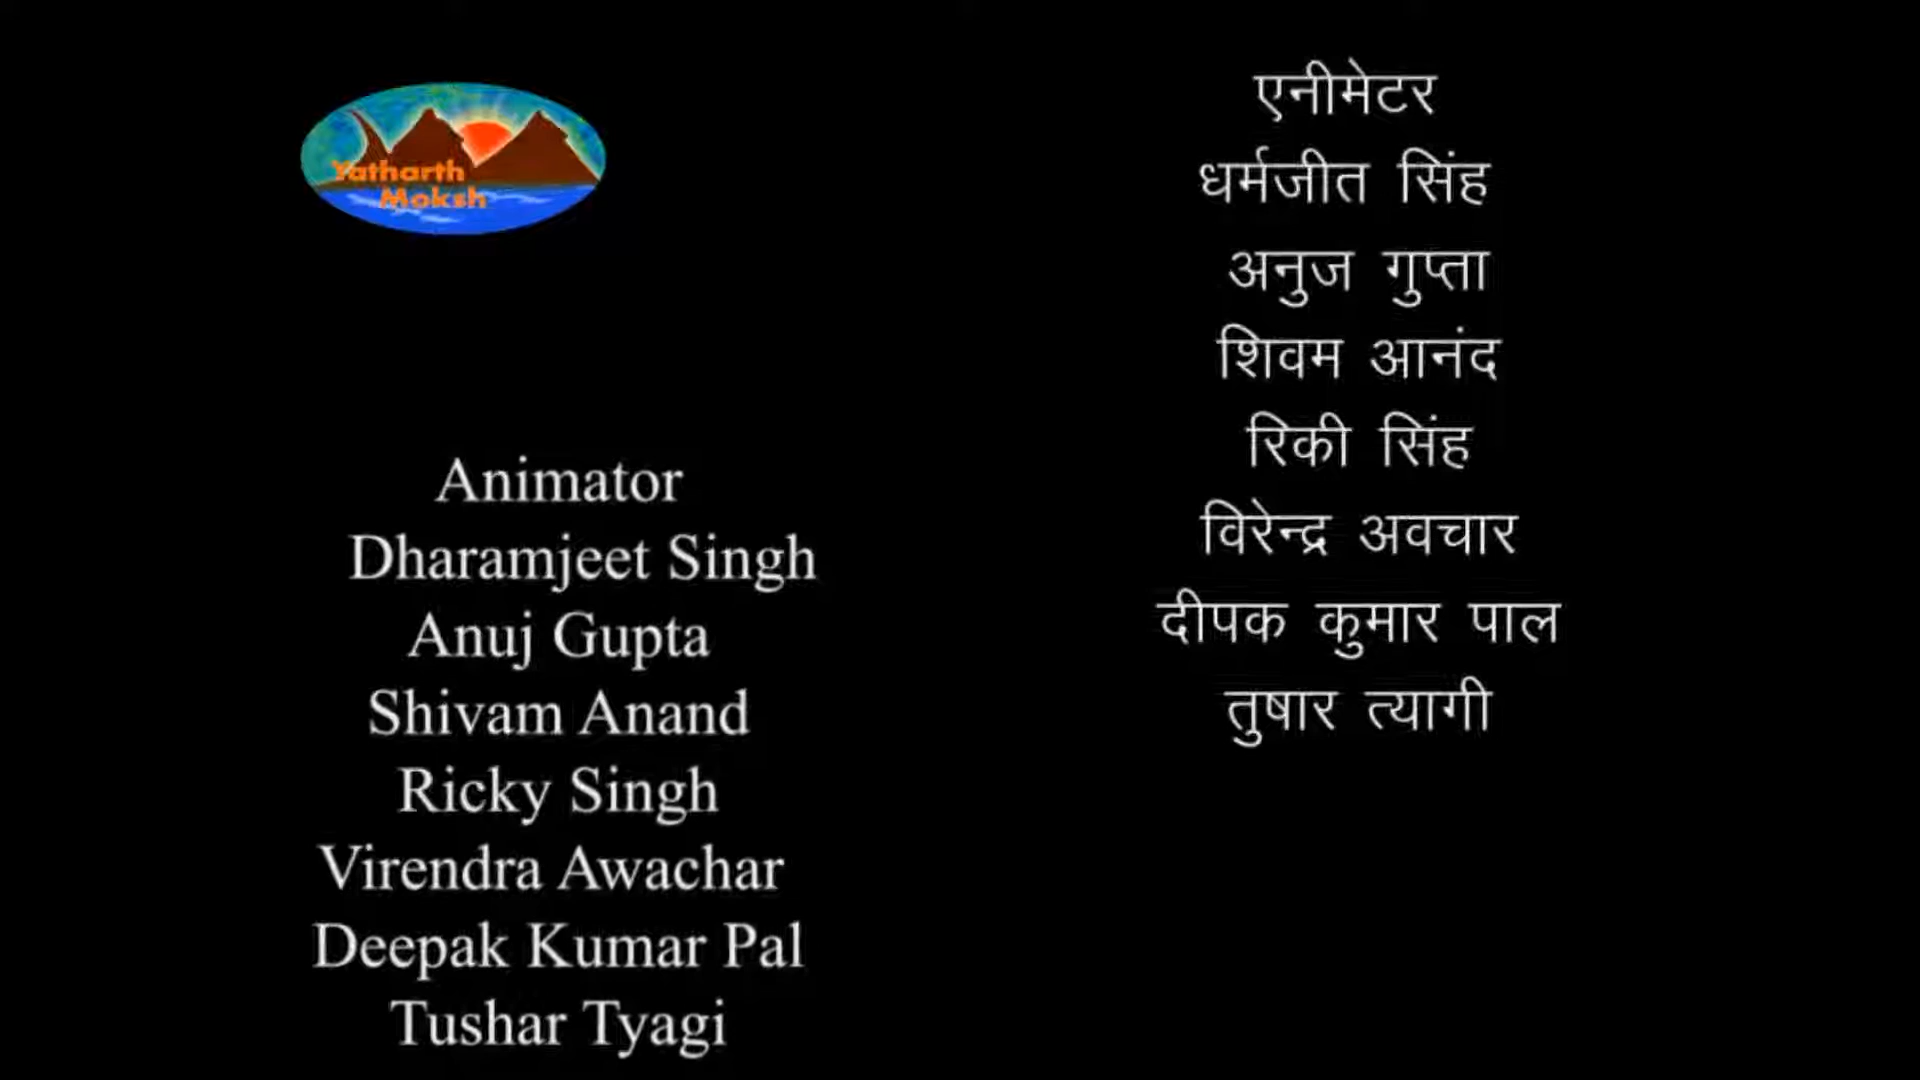 Yatharth
Moksh
Animator
Dharamjeet Singh
Anuj Gupta
Shivam Anand
Ricky Singh
Virendra Awachar
Deepak Kumar Pal
Tushar Tyagi
एनीमेटर
धर्मजीत सिंह
अनुज गुप्ता
शिवम आनंद
रिकी सिंह
विरेन्द्र अवचार
दीपक कुमार पाल
तुषार त्यागी